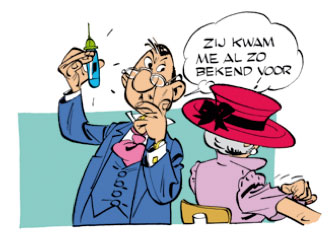 ZIJ KWAM
ME AL ZO
BEKEND VOOR